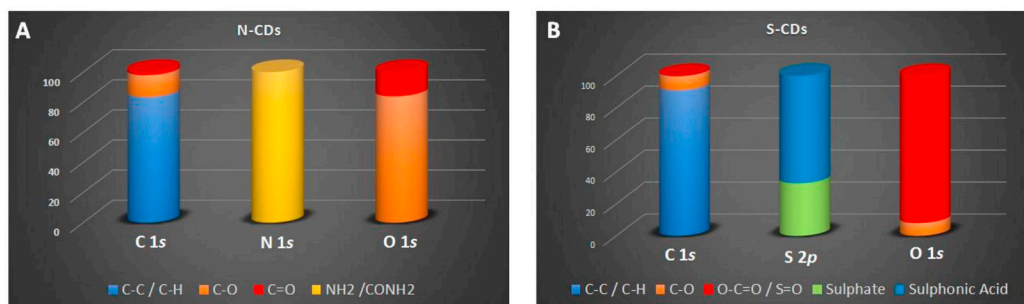 A
N-CDs
100
80
60
40
20
0
C 1s
N 1s
O 1s
C-C / C-H
C-O
C=O
NH2 /CONH2
B
S-CDs
100
80
60
40
20
0
C 1s
S 2p
O 1s
C-C / C-H
C-O
O-C=O / S=O
Sulphate
Sulphonic Acid